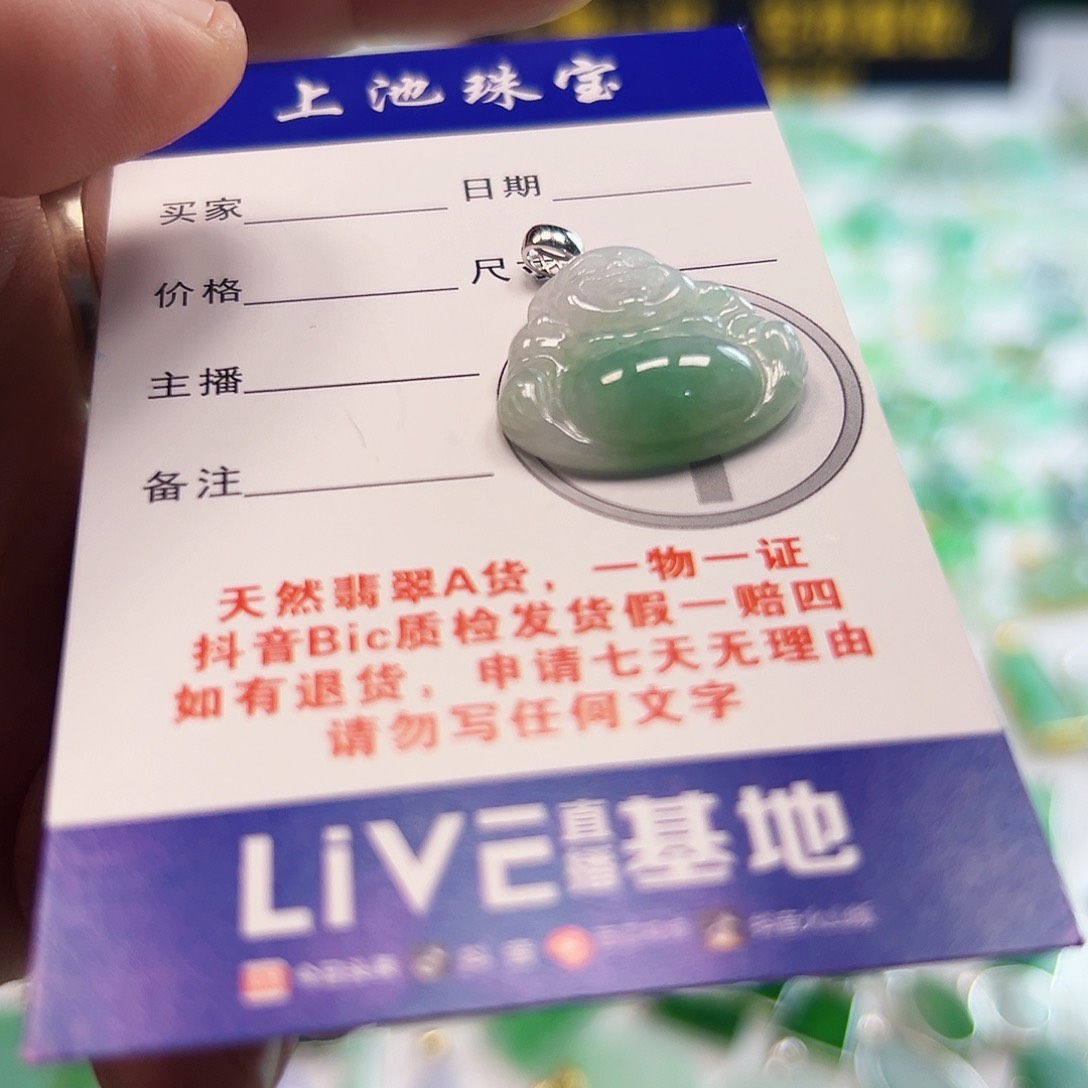 上池珠宝
买家 日期
价格 尺
主播
备注
天然翡翠A货，一物一证
抖音Bic质检发货假一赔四
如有退货，申请七天无理由
请勿写任何文字
LiVE直播基地